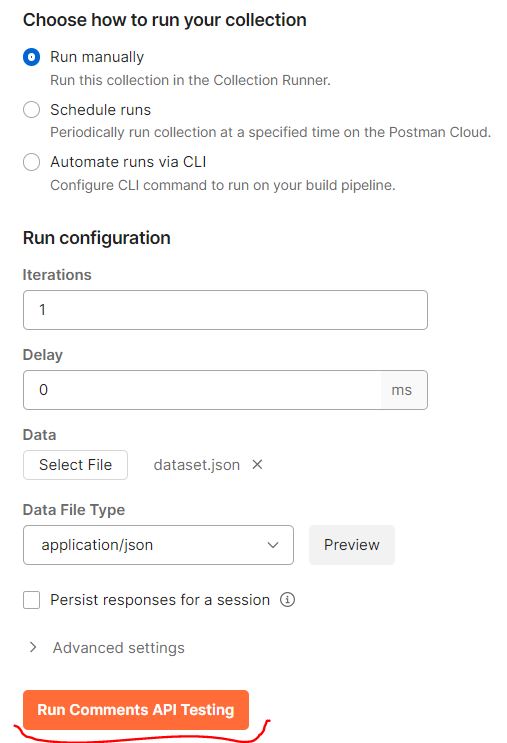 Choose how to run your collection
Run manually
Run this collection in the Collection Runner.
Schedule runs
Periodically run collection at a specified time on the Postman Cloud.
Automate runs via CLI
Configure CLI command to run on your build pipeline.
Run configuration
Iterations
1
Delay
0 ms
Data
Select File dataset.json ×
Data File Type
application/json Preview
Persist responses for a session
Advanced settings
Run Comments API Testing